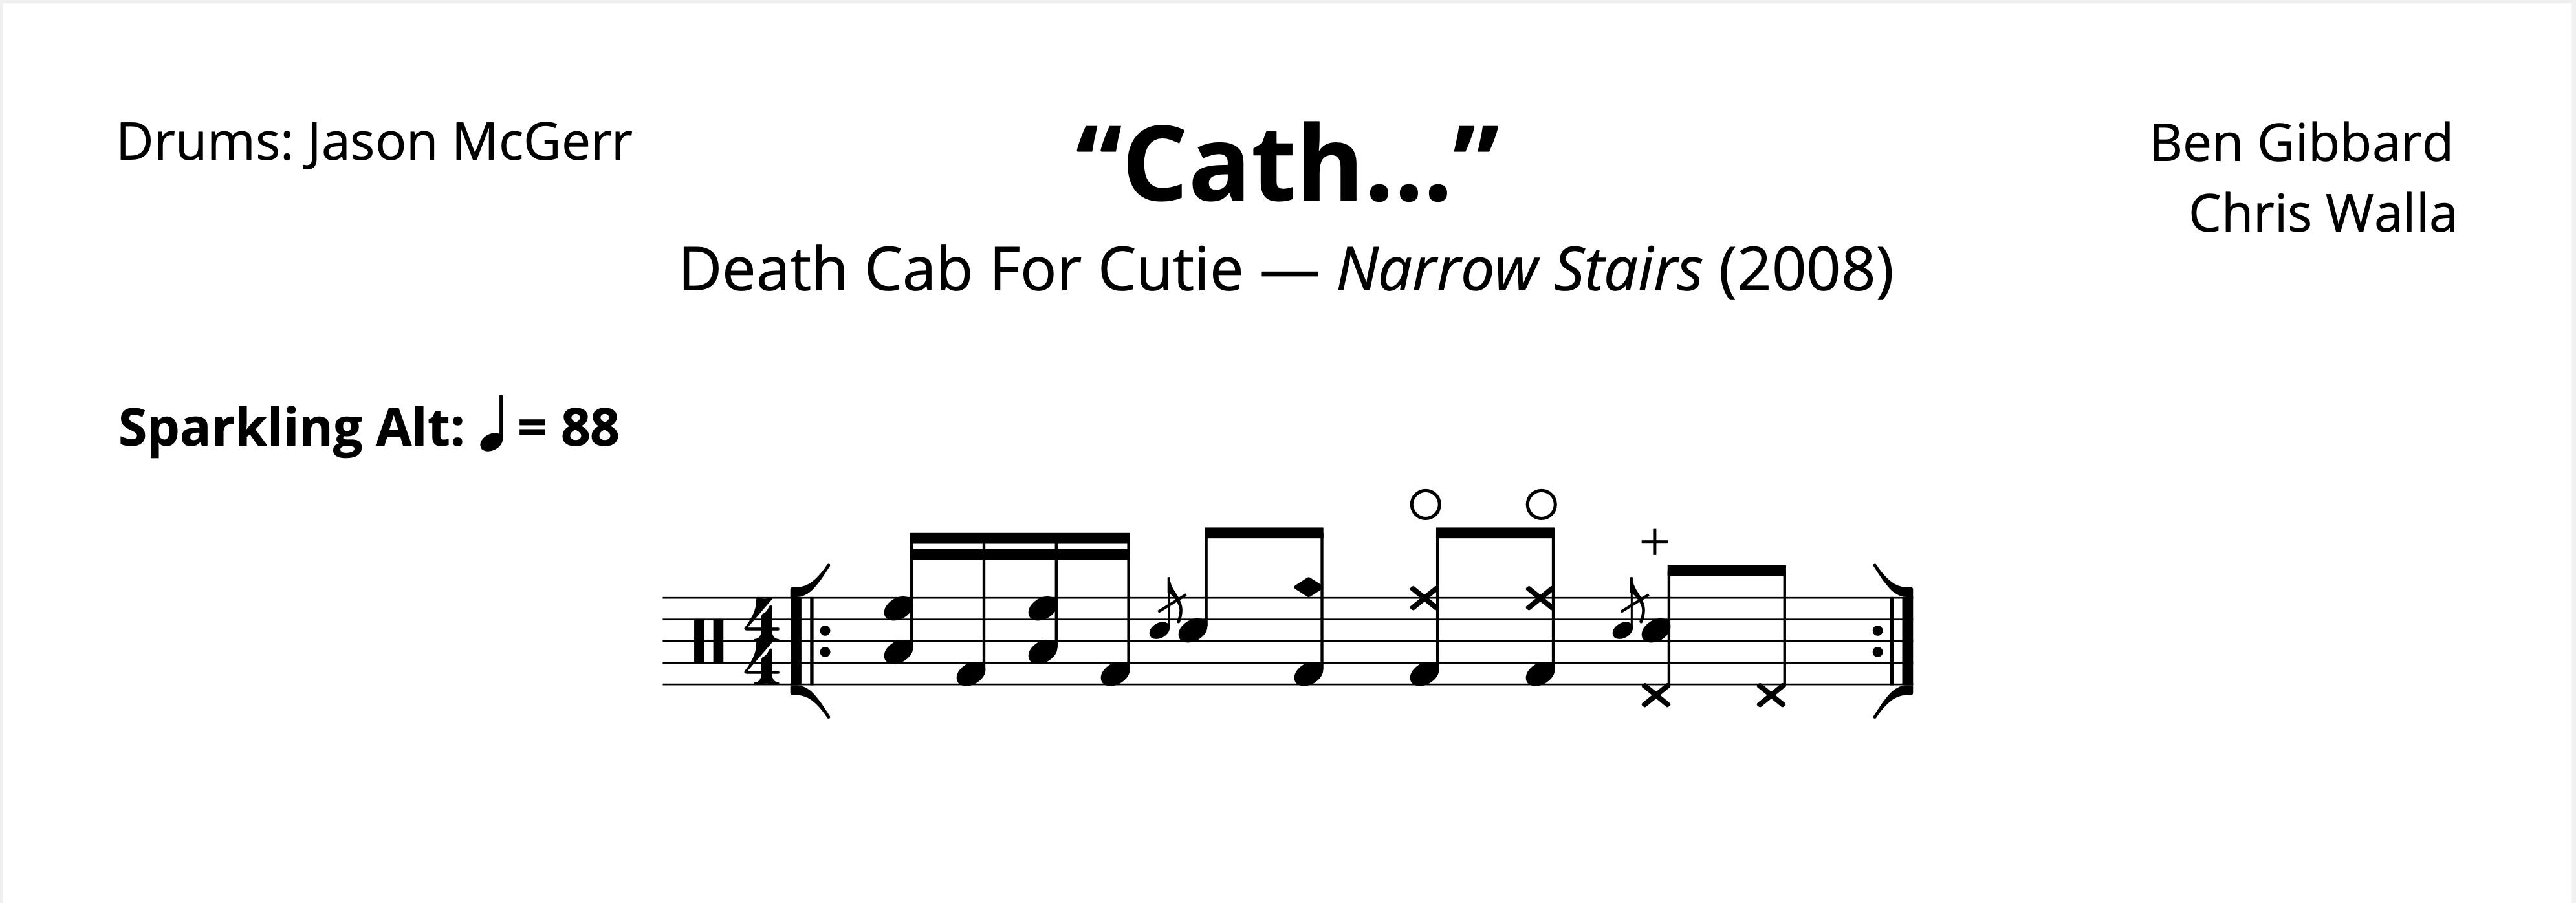 Drums: Jason McGerr
“Cath...”
Ben Gibbard
Chris Walla
Death Cab For Cutie — Narrow Stairs (2008)
Sparkling Alt: ♩ = 88
4
4